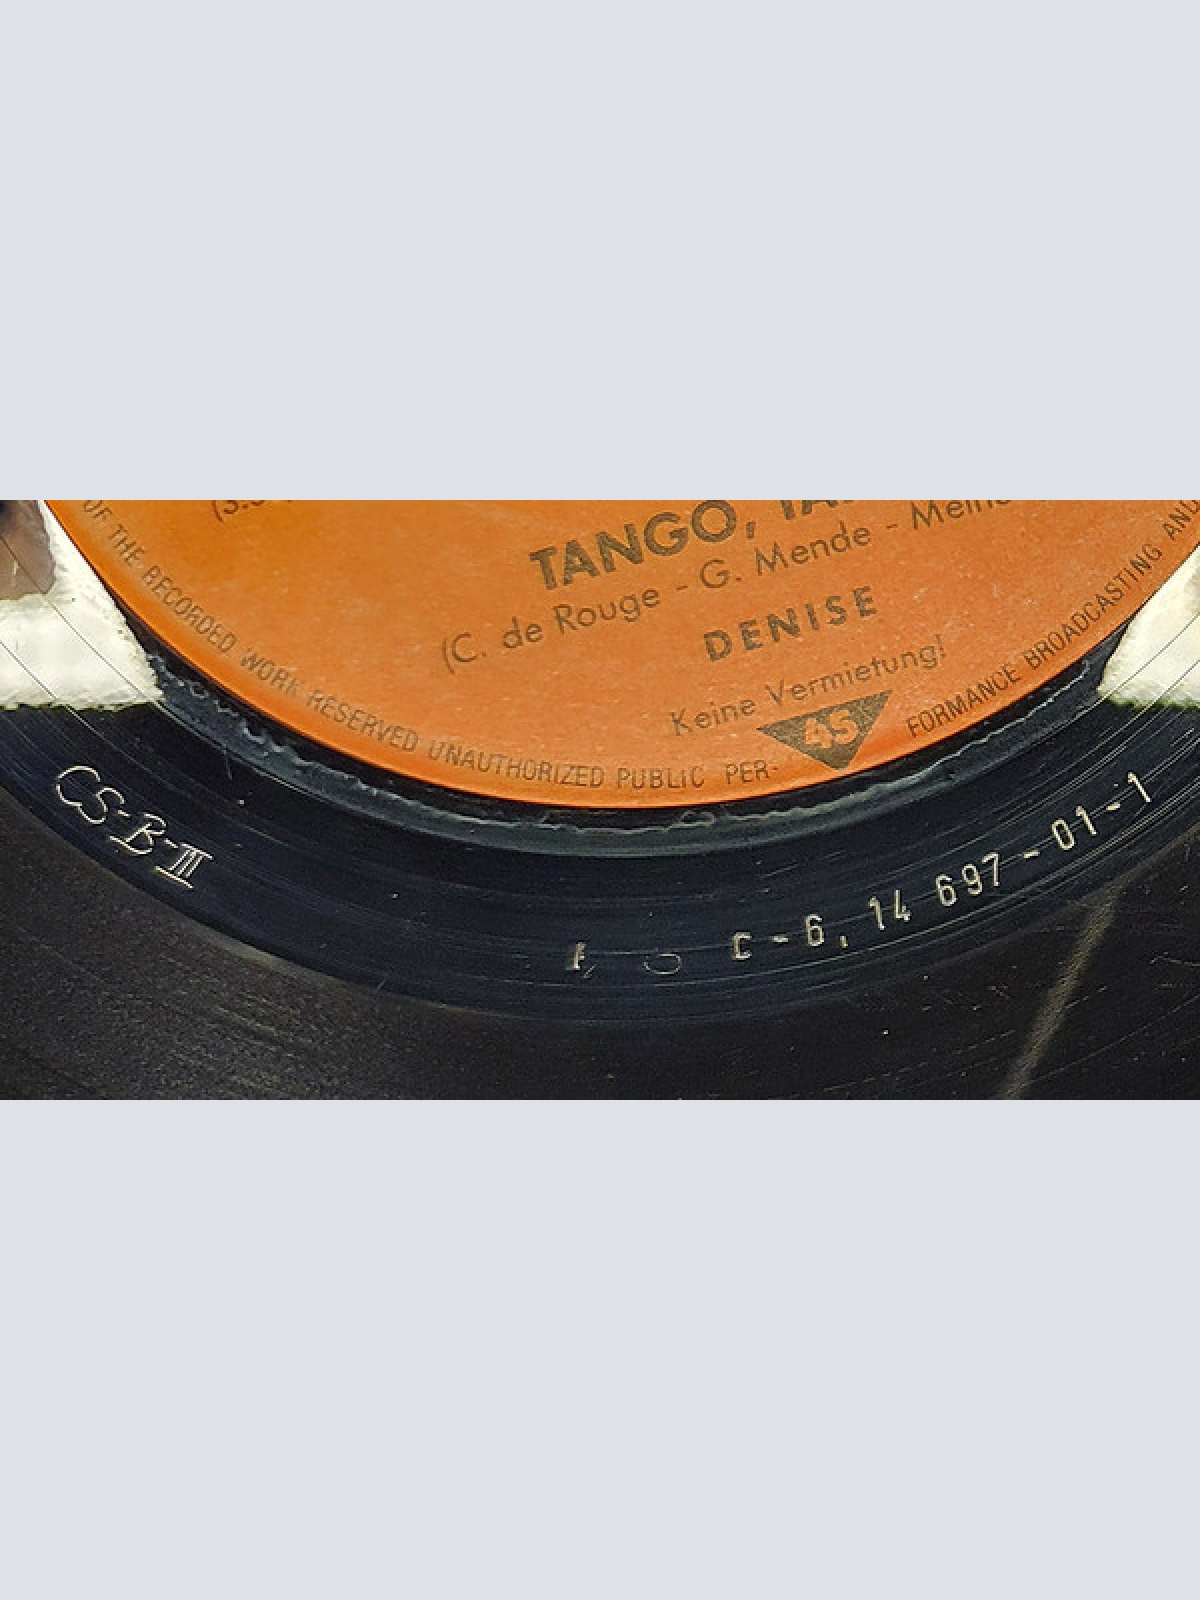 TANGO,
(C. de Rouge - G. Mende -
DENISE
Keine Vermietung!
45
OF THE RECORDED WORK RESERVED UNAUTHORIZED PUBLIC PER-
FORMANCE BROADCASTING AND
CS-B-III
C-6. 14 697-01-1